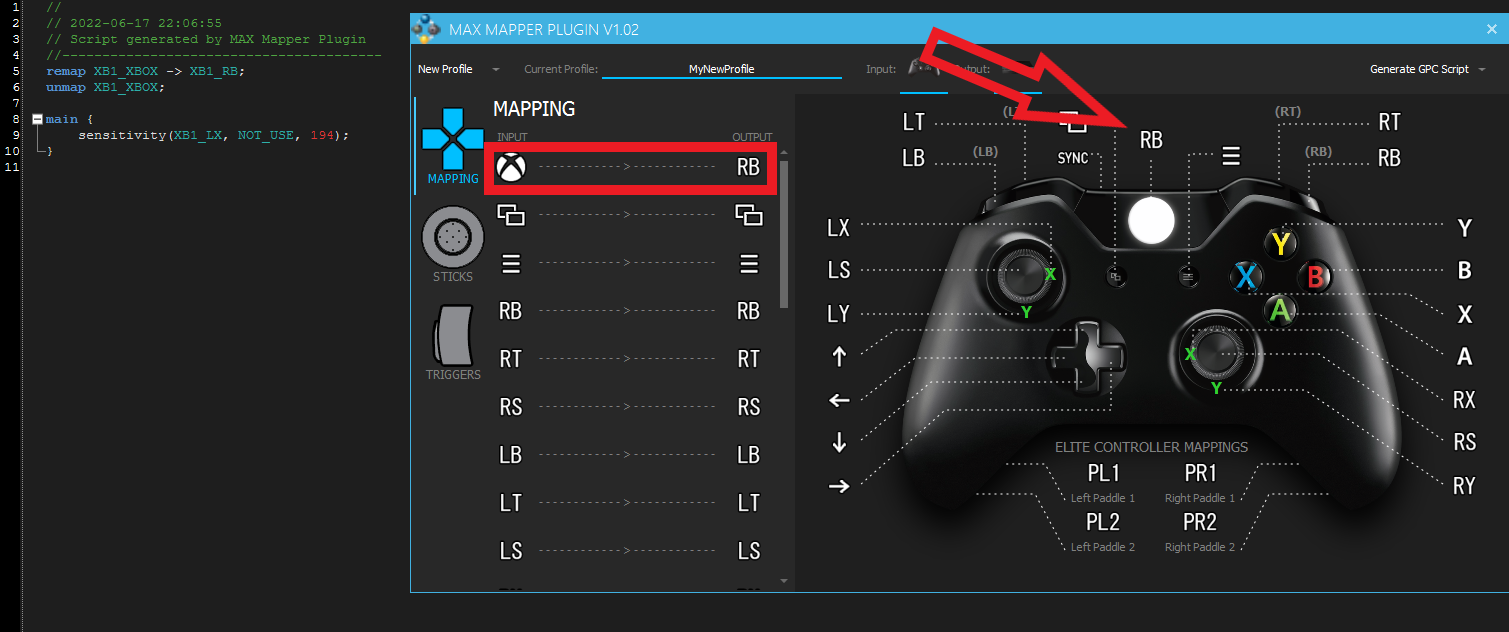 1 //
2 // 2022-06-17 22:06:55
3 // Script generated by MAX Mapper Plugin
4 //----------------------------------------
5 remap XB1_XBOX -> XB1_RB;
6 unmap XB1_XBOX;
7
8 main {
9 sensitivity(XB1_LX, NOT_USE, 194);
10 }
11
MAX MAPPER PLUGIN V1.02
New Profile
Current Profile:
MyNewProfile
Input:
Output:
Generate GPC Script
MAPPING
INPUT
OUTPUT
MAPPING
STICKS
TRIGGERS
> RB
>
>
RB > RB
RT > RT
RS > RS
LB > LB
LT > LT
LS > LS
LT
LB
(LB)
SYNC
RB
(RT)
RT
(RB)
RB
LX
LS
LY
↑
←
↓
→
X
Y
Y
X
B
A
X
Y
Y
B
X
A
RX
RS
RY
ELITE CONTROLLER MAPPINGS
PL1
PR1
Left Paddle 1
Right Paddle 1
PL2
PR2
Left Paddle 2
Right Paddle 2